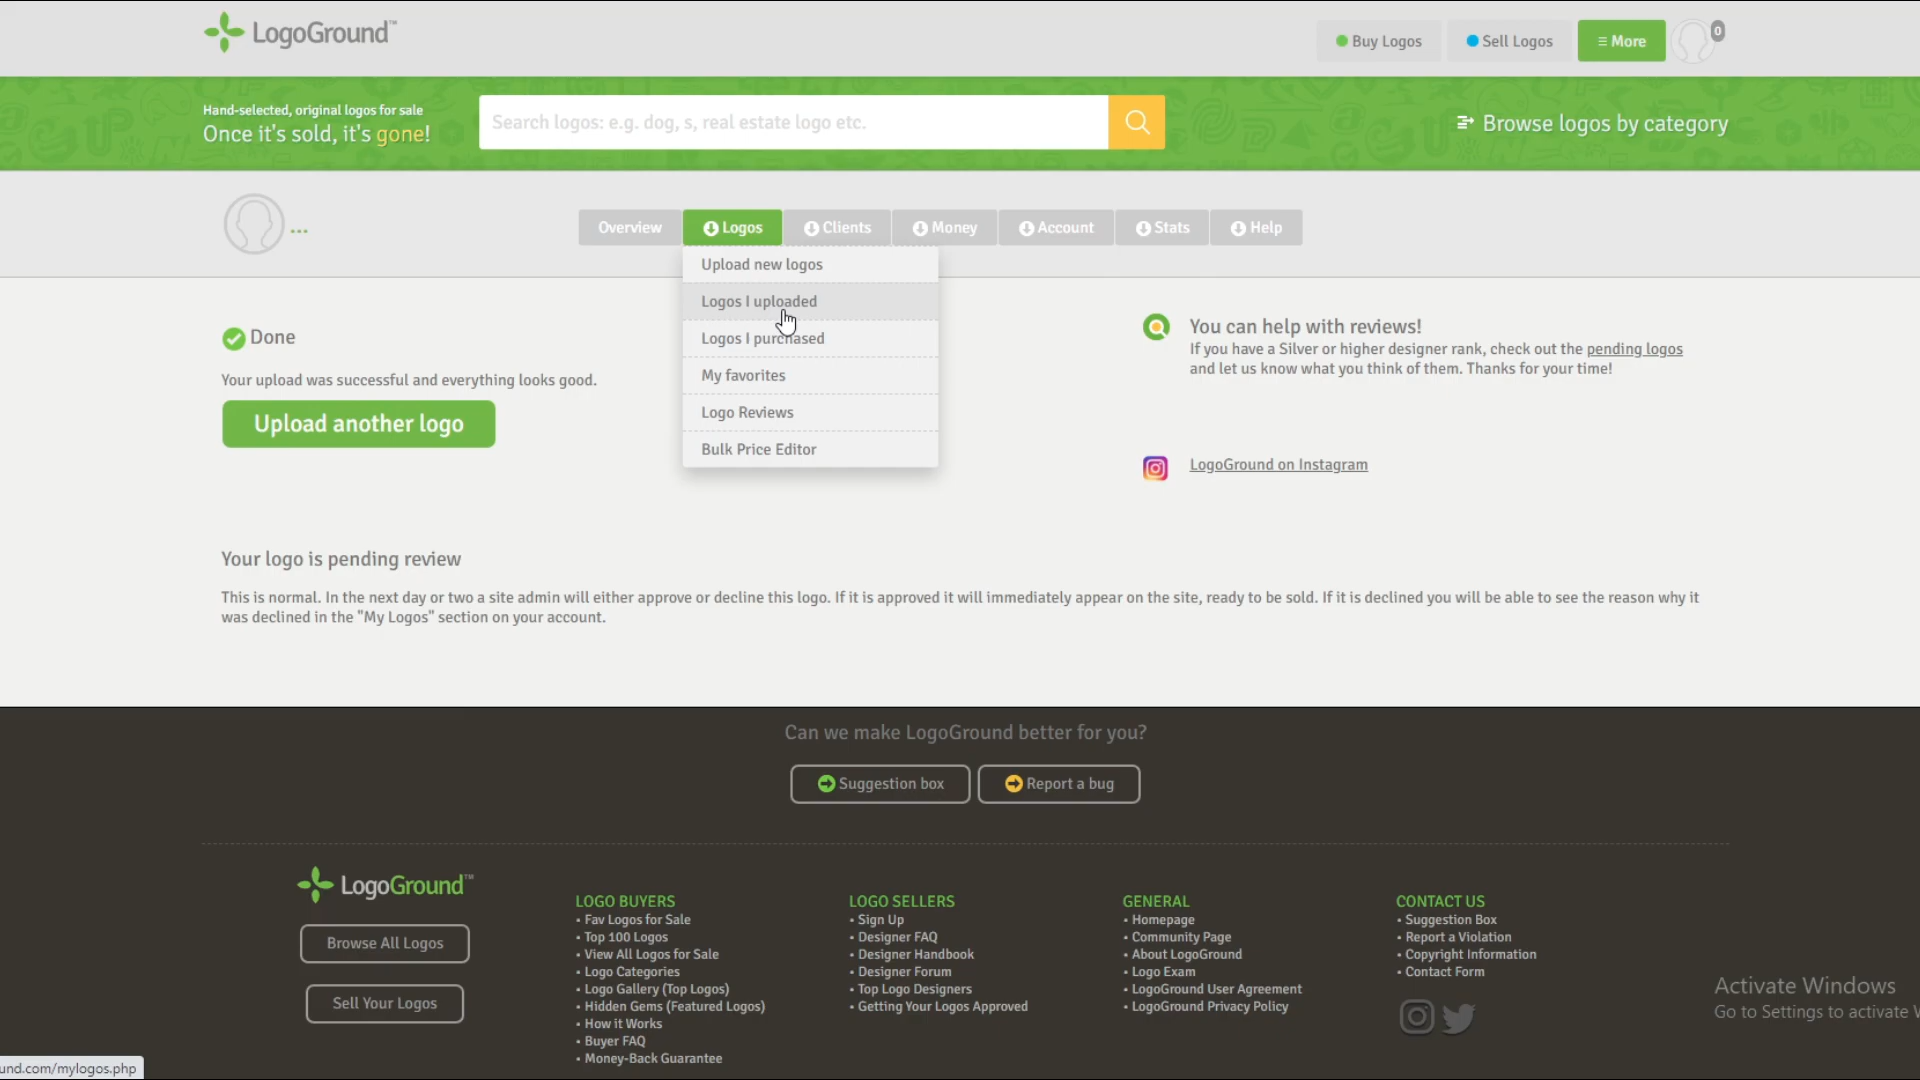 LogoGround™
Buy Logos
Sell Logos
≡ More
0
Hand-selected, original logos for sale
Once it's sold, it's gone!
Search logos: e.g. dog, s, real estate logo etc.
Browse logos by category
...
Overview
Logos
Clients
Money
Account
Stats
Help
Upload new logos
Logos I uploaded
Logos I purchased
My favorites
Logo Reviews
Bulk Price Editor
Done
Your upload was successful and everything looks good.
Upload another logo
You can help with reviews!
If you have a Silver or higher designer rank, check out the pending logos
and let us know what you think of them. Thanks for your time!
LogoGround on Instagram
Your logo is pending review
This is normal. In the next day or two a site admin will either approve or decline this logo. If it is approved it will immediately appear on the site, ready to be sold. If it is declined you will be able to see the reason why it
was declined in the "My Logos" section on your account.
Can we make LogoGround better for you?
Suggestion box
Report a bug
LogoGround™
Browse All Logos
Sell Your Logos
LOGO BUYERS
• Fav Logos for Sale
• Top 100 Logos
• View All Logos for Sale
• Logo Categories
• Logo Gallery (Top Logos)
• Hidden Gems (Featured Logos)
• How it Works
• Buyer FAQ
• Money-Back Guarantee
LOGO SELLERS
• Sign Up
• Designer FAQ
• Designer Handbook
• Designer Forum
• Top Logo Designers
• Getting Your Logos Approved
GENERAL
• Homepage
• Community Page
• About LogoGround
• Logo Exam
• LogoGround User Agreement
• LogoGround Privacy Policy
CONTACT US
• Suggestion Box
• Report a Violation
• Copyright Information
• Contact Form
Activate Windows
Go to Settings to activate W
und.com/mylogos.php